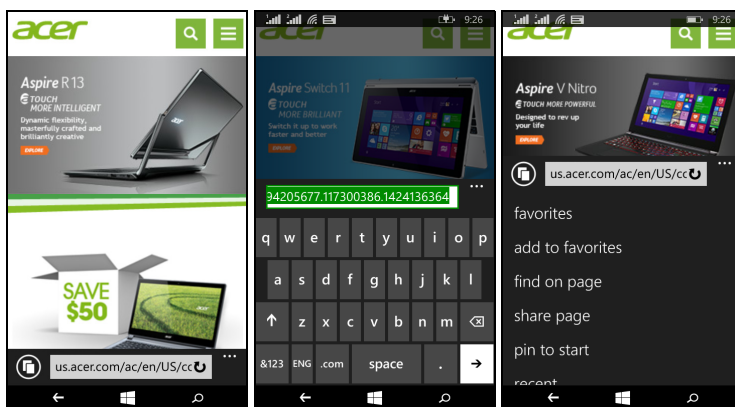 acer
Aspire R 13
TOUCH
MORE INTELLIGENT
Dynamic flexibility,
masterfully crafted and
brilliantly creative
EXPLORE
SAVE
$50
us.acer.com/ac/en/US/cc
9:26
acer
Aspire Switch 11
TOUCH
MORE BRILLIANT
Switch it up to work
faster and better
EXPLORE
94205677.117300386.1424136364
q w e r t y u i o p
a s d f g h j k l
z x c v b n m
&123 ENG .com space .
9:26
acer
Aspire V Nitro
TOUCH MORE POWERFUL
Designed to rev up
your life
EXPLORE
us.acer.com/ac/en/US/cc
favorites
add to favorites
find on page
share page
pin to start
recent